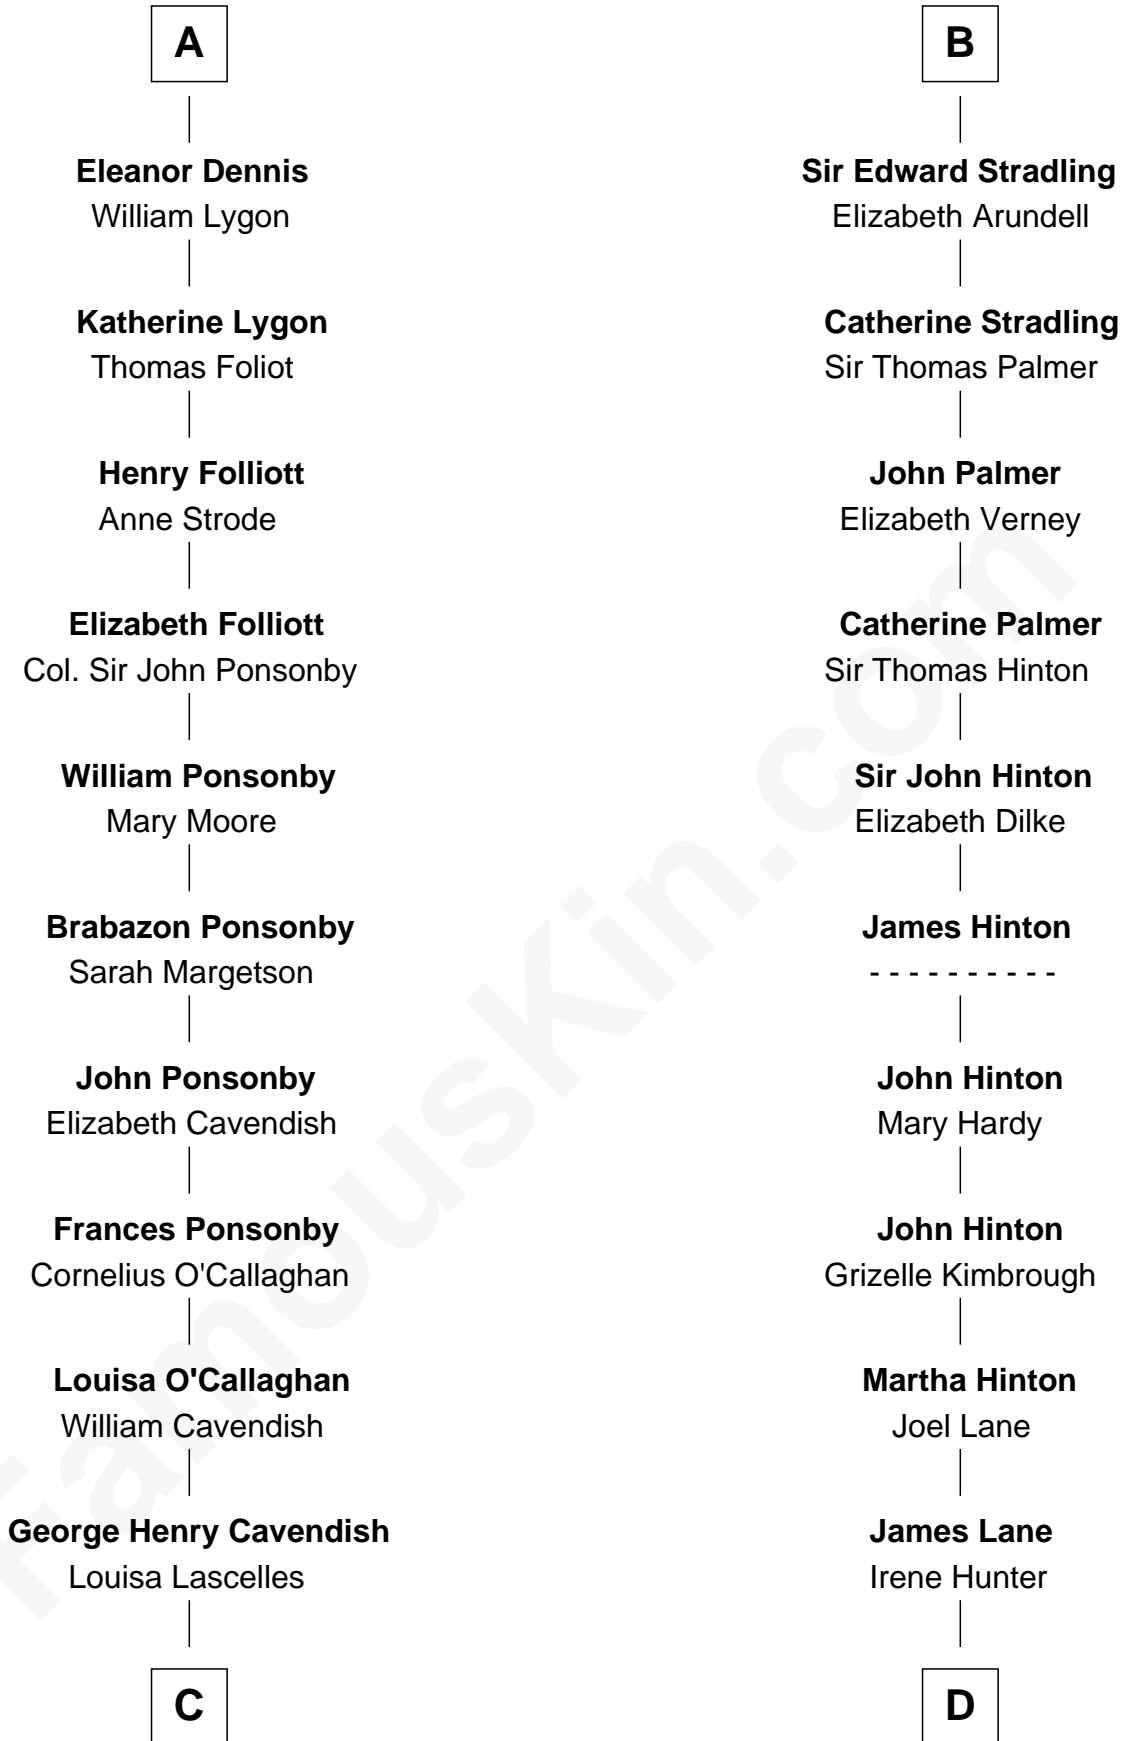 A
Eleanor Dennis
William Lygon
Katherine Lygon
Thomas Foliot
Henry Folliott
Anne Strode
Elizabeth Folliott
Col. Sir John Ponsonby
William Ponsonby
Mary Moore
Brabazon Ponsonby
Sarah Margetson
John Ponsonby
Elizabeth Cavendish
Frances Ponsonby
Cornelius O'Callaghan
Louisa O'Callaghan
William Cavendish
George Henry Cavendish
Louisa Lascelles
C
B
Sir Edward Stradling
Elizabeth Arundell
Catherine Stradling
Sir Thomas Palmer
John Palmer
Elizabeth Verney
Catherine Palmer
Sir Thomas Hinton
Sir John Hinton
Elizabeth Dilke
James Hinton
- - - - - - - - - -
John Hinton
Mary Hardy
John Hinton
Grizelle Kimbrough
Martha Hinton
Joel Lane
James Lane
Irene Hunter
D
FamousKin.com